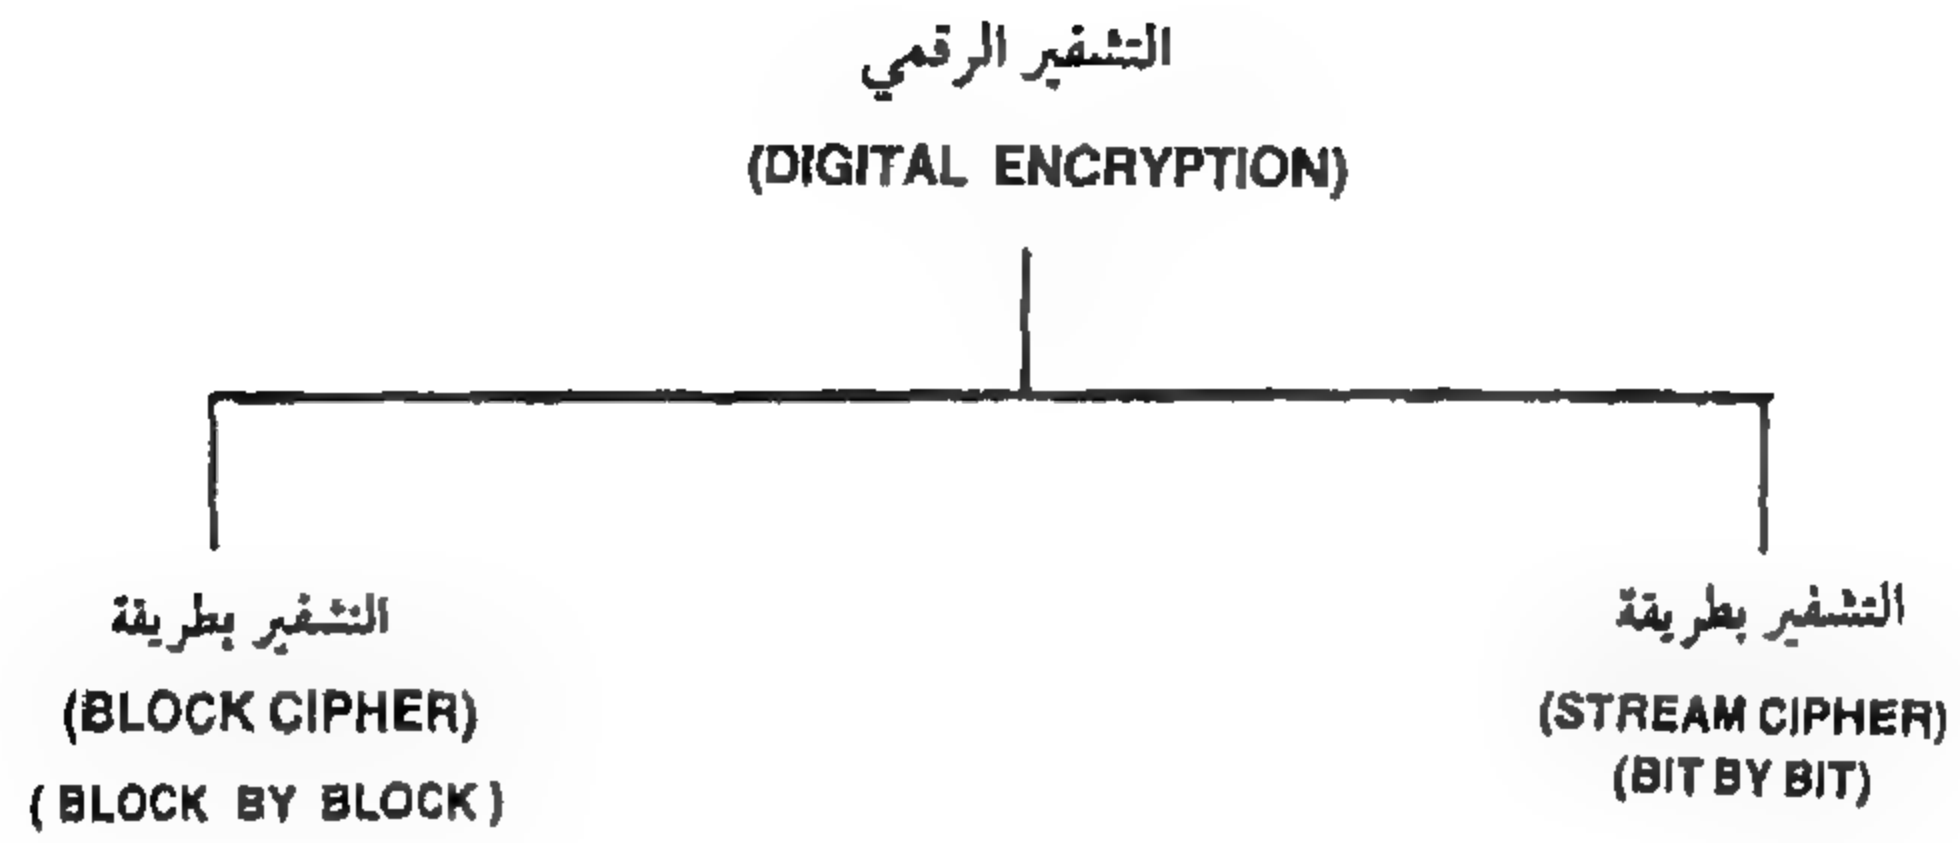 التشفير الرقمي
(DIGITAL ENCRYPTION)
التشفير بطريقة
(STREAM CIPHER)
(BIT BY BIT)
التشفير بطريقة
(BLOCK CIPHER)
( BLOCK BY BLOCK )